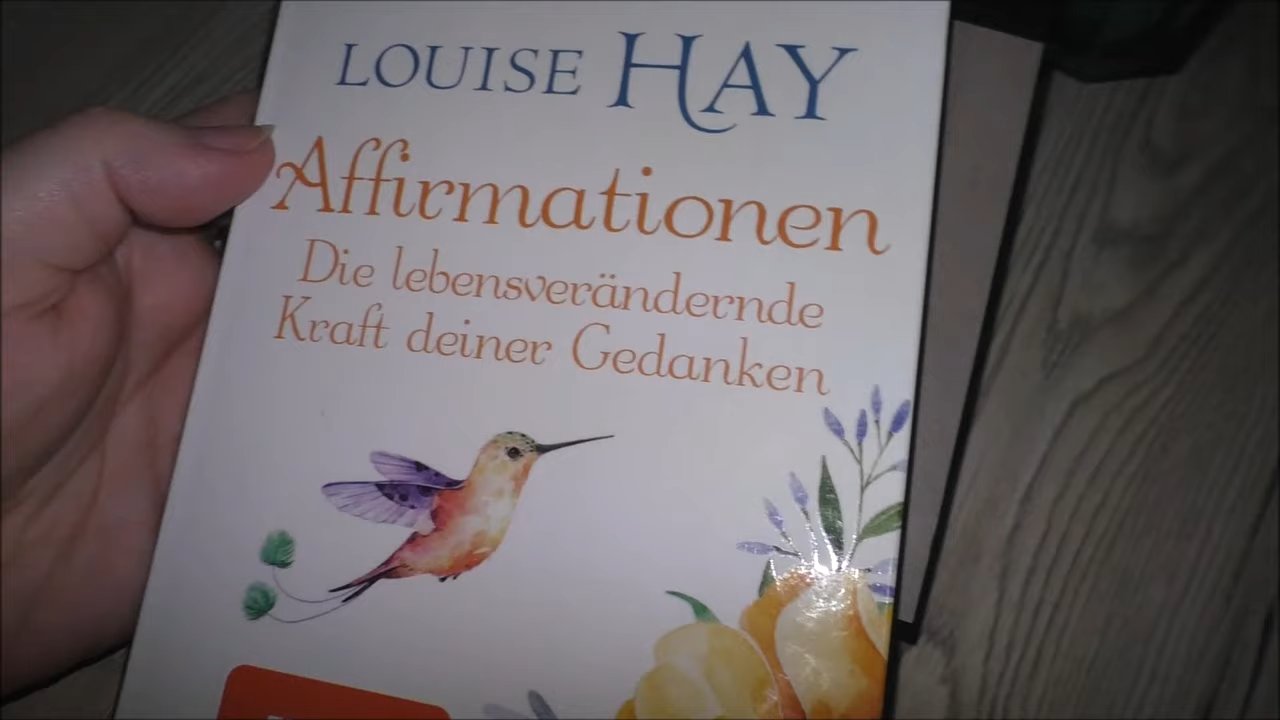 LOUISE HAY
Affirmationen
Die lebensverändernde
Kraft deiner Gedanken